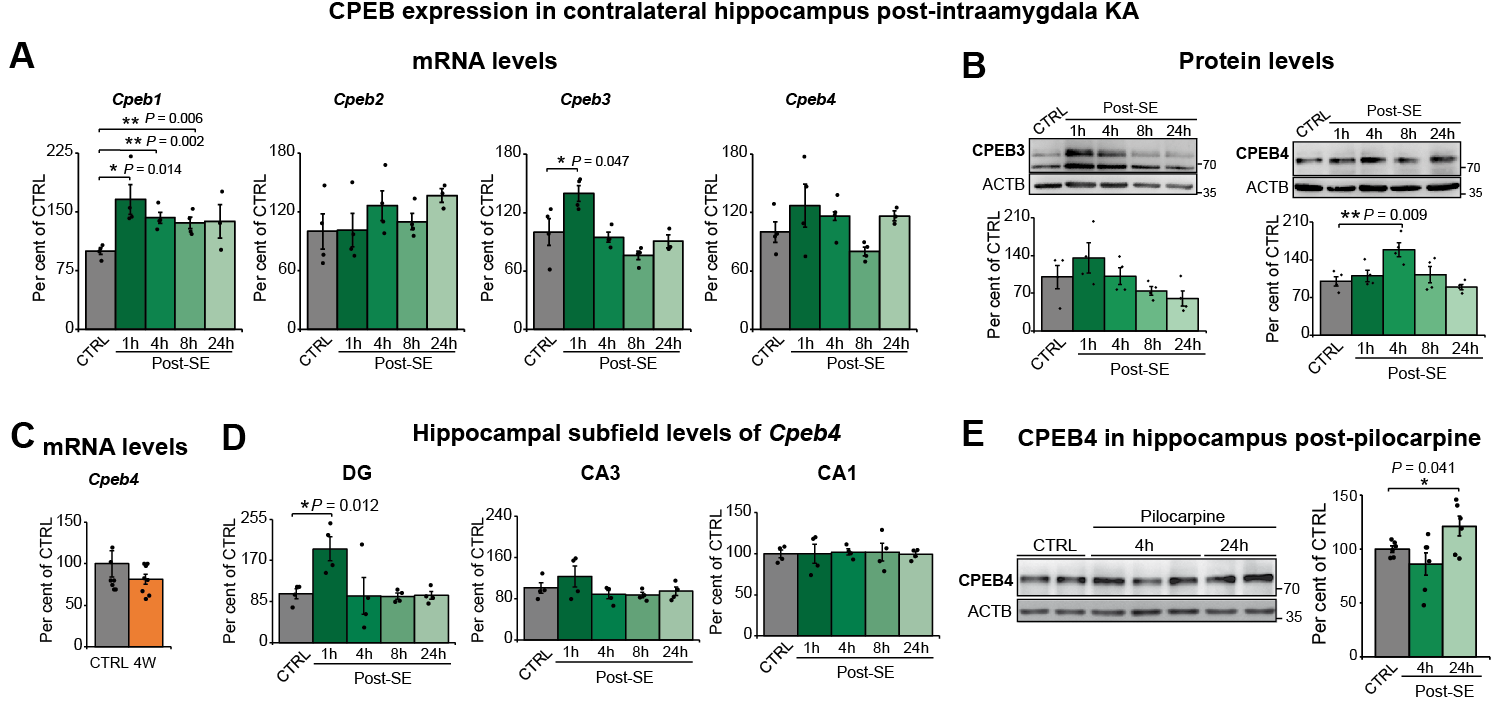 CPEB expression in contralateral hippocampus post-intraamygdala KA
A
mRNA levels
Cpeb1
** P = 0.006
** P = 0.002
* P = 0.014
Per cent of CTRL
225
150
75
0
CTRL 1h 4h 8h 24h
Post-SE
Cpeb2
Per cent of CTRL
180
120
60
0
CTRL 1h 4h 8h 24h
Post-SE
Cpeb3
* P = 0.047
Per cent of CTRL
180
120
60
0
CTRL 1h 4h 8h 24h
Post-SE
Cpeb4
Per cent of CTRL
180
120
60
0
CTRL 1h 4h 8h 24h
Post-SE
B
Protein levels
Post-SE
CTRL 1h 4h 8h 24h
CPEB3
70
ACTB
35
Per cent of CTRL
210
140
70
0
CTRL 1h 4h 8h 24h
Post-SE
Post-SE
CTRL 1h 4h 8h 24h
CPEB4
70
ACTB
35
** P = 0.009
Per cent of CTRL
210
140
70
0
CTRL 1h 4h 8h 24h
Post-SE
C
mRNA levels
Cpeb4
Per cent of CTRL
150
100
50
0
CTRL 4W
D
Hippocampal subfield levels of Cpeb4
DG
* P = 0.012
Per cent of CTRL
255
170
85
0
CTRL 1h 4h 8h 24h
Post-SE
CA3
Per cent of CTRL
240
160
80
0
CTRL 1h 4h 8h 24h
Post-SE
CA1
Per cent of CTRL
150
100
50
0
CTRL 1h 4h 8h 24h
Post-SE
E
CPEB4 in hippocampus post-pilocarpine
Pilocarpine
CTRL 4h 24h
CPEB4
70
ACTB
35
P = 0.041
*
Per cent of CTRL
150
100
50
0
CTRL 4h 24h
Post-SE